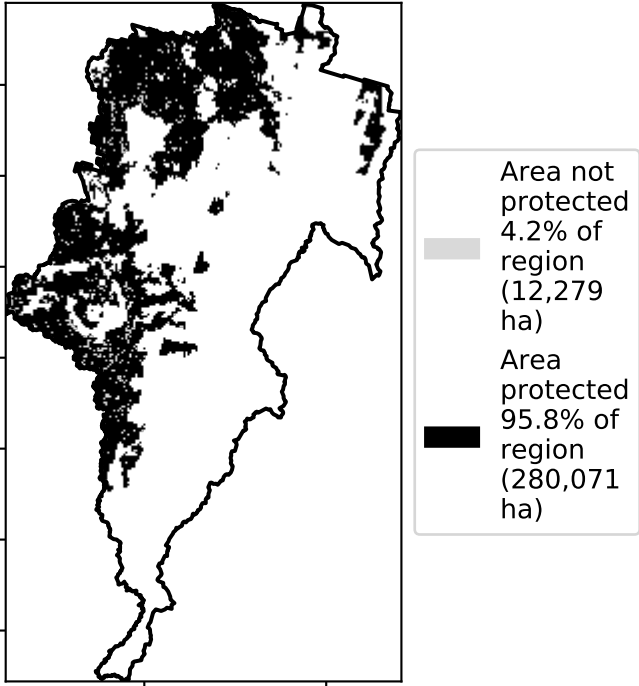 Area not
protected
4.2% of
region
(12,279
ha)
Area
protected
95.8% of
region
(280,071
ha)